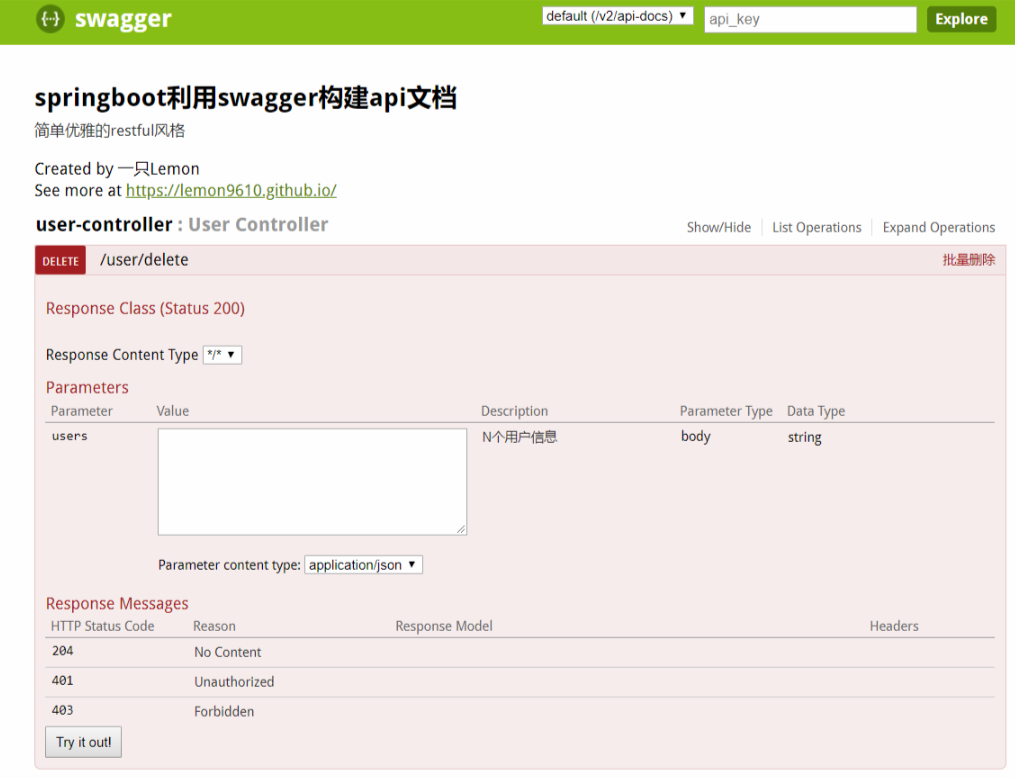 {···} swagger default (/v2/api-docs) api_key Explore
springboot利用swagger构建api文档
简单优雅的restful风格
Created by 一只Lemon
See more at https://lemon9610.github.io/
user-controller : User Controller Show/Hide List Operations Expand Operations
DELETE /user/delete 批量删除
Response Class (Status 200)
Response Content Type */*
Parameters
Parameter Value Description Parameter Type Data Type
users N个用户信息 body string
Parameter content type: application/json
Response Messages
HTTP Status Code Reason Response Model Headers
204 No Content
401 Unauthorized
403 Forbidden
Try it out!